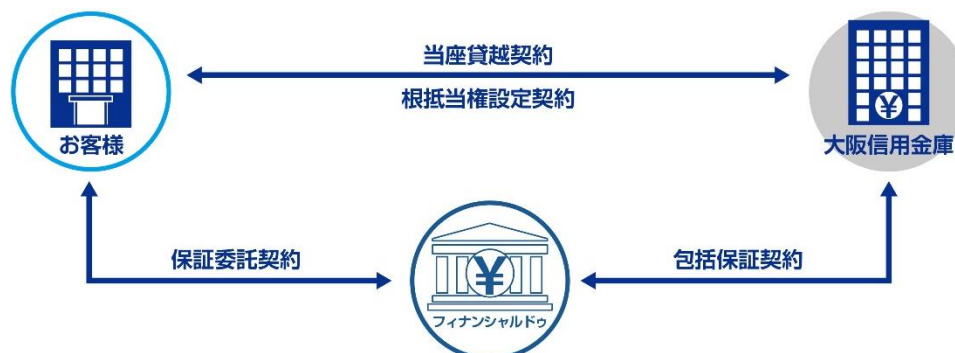 当座貸越契約
根抵当権設定契約
お客様
¥
大阪信用金庫
保証委託契約
包括保証契約
¥
フィナンシャルドゥ